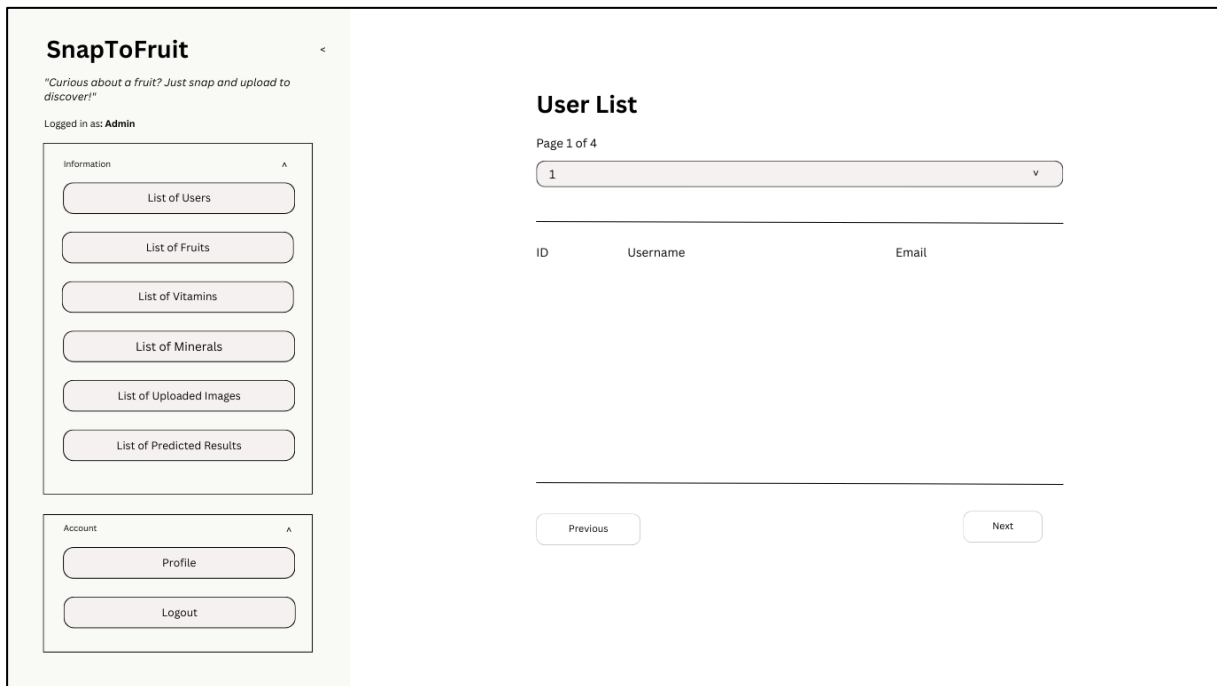 SnapToFruit
<
"Curious about a fruit? Just snap and upload to
discover!"
Logged in as: Admin
Information ʌ
List of Users
List of Fruits
List of Vitamins
List of Minerals
List of Uploaded Images
List of Predicted Results
Account ʌ
Profile
Logout
User List
Page 1 of 4
1 v
ID Username Email
Previous Next